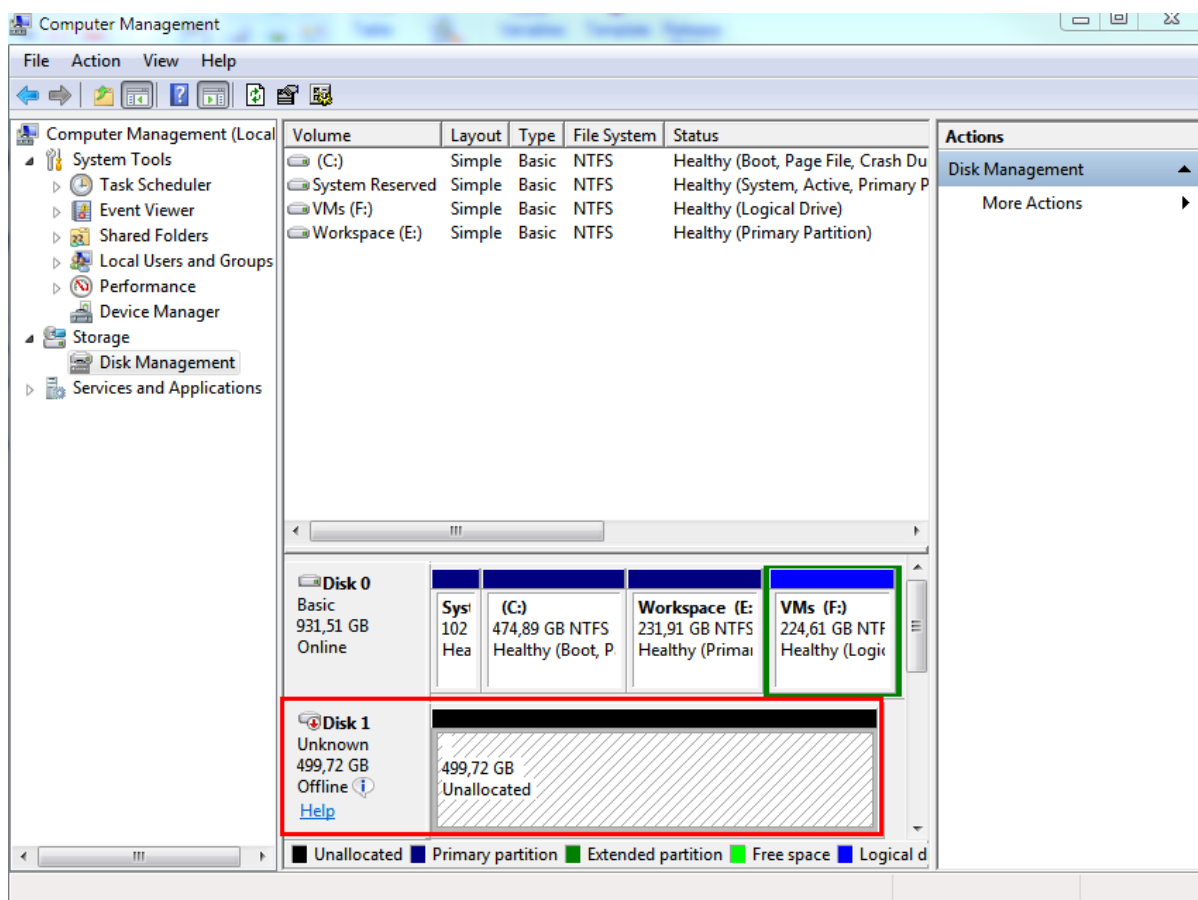 Computer Management
File Action View Help
Computer Management (Local
System Tools
Task Scheduler
Event Viewer
Shared Folders
Local Users and Groups
Performance
Device Manager
Storage
Disk Management
Services and Applications
Volume Layout Type File System Status
(C:) Simple Basic NTFS Healthy (Boot, Page File, Crash Du
System Reserved Simple Basic NTFS Healthy (System, Active, Primary P
VMs (F:) Simple Basic NTFS Healthy (Logical Drive)
Workspace (E:) Simple Basic NTFS Healthy (Primary Partition)
Disk 0
Basic
931,51 GB
Online
Syst
102
Hea
(C:)
474,89 GB NTFS
Healthy (Boot, P
Workspace (E:
231,91 GB NTFS
Healthy (Primar
VMs (F:)
224,61 GB NTF
Healthy (Logic
Disk 1
Unknown
499,72 GB
Offline
Help
499,72 GB
Unallocated
Unallocated Primary partition Extended partition Free space Logical d
Actions
Disk Management
More Actions